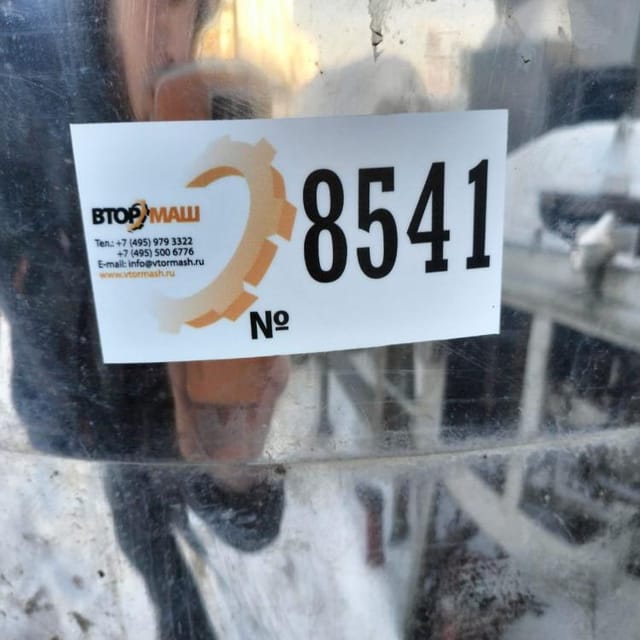 ВТОРМАШ
Тел.: +7 (495) 979 3322
+7 (495) 500 6776
E-mail: info@vtormash.ru
www.vtormash.ru
№
8541